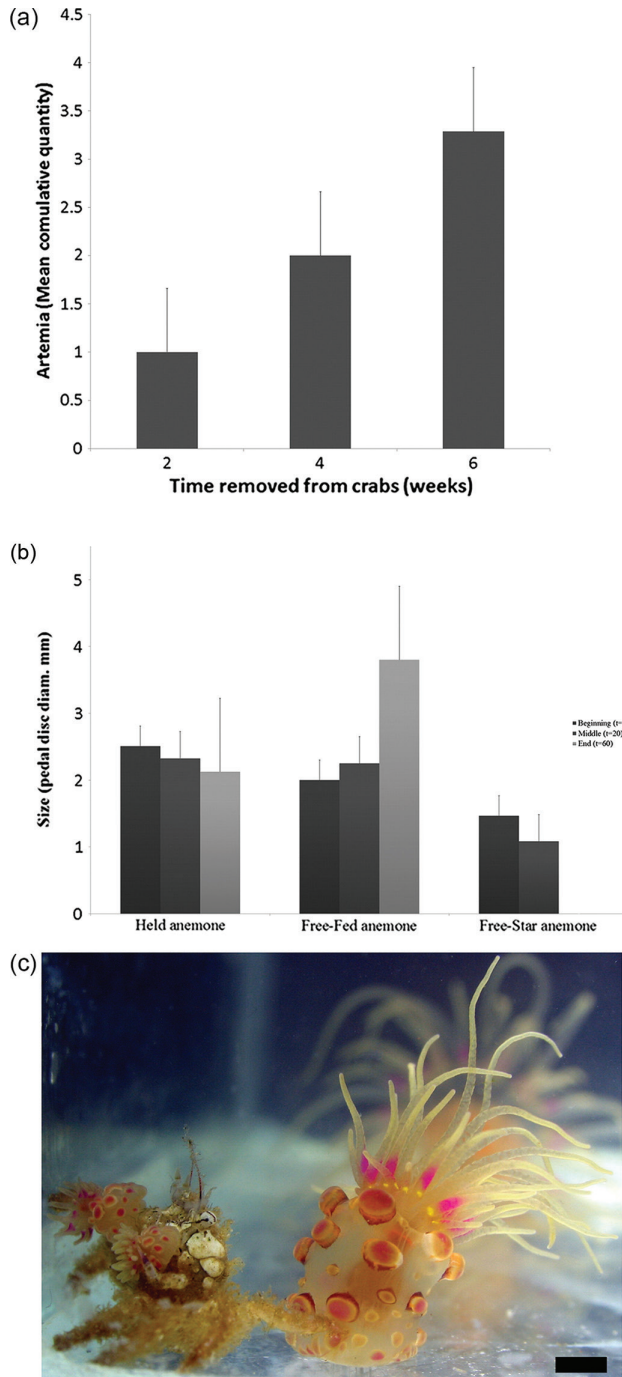 (a)
4.5
4
3.5
3
2.5
2
1.5
1
0.5
0
Artemia (Mean comulative quantity)
2 4 6
Time removed from crabs (weeks)
(b)
5
4
3
2
1
0
Size (pedal disc diam. mm)
Beginning (t=
Middle (t=20)
End (t=60)
Held anemone Free-Fed anemone Free-Star anemone
(c)